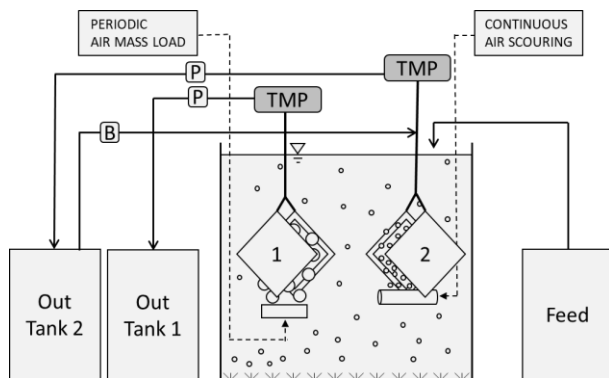 PERIODIC
AIR MASS LOAD
CONTINUOUS
AIR SCOURING
P
TMP
P
TMP
B
1
2
Out
Tank 2
Out
Tank 1
Feed